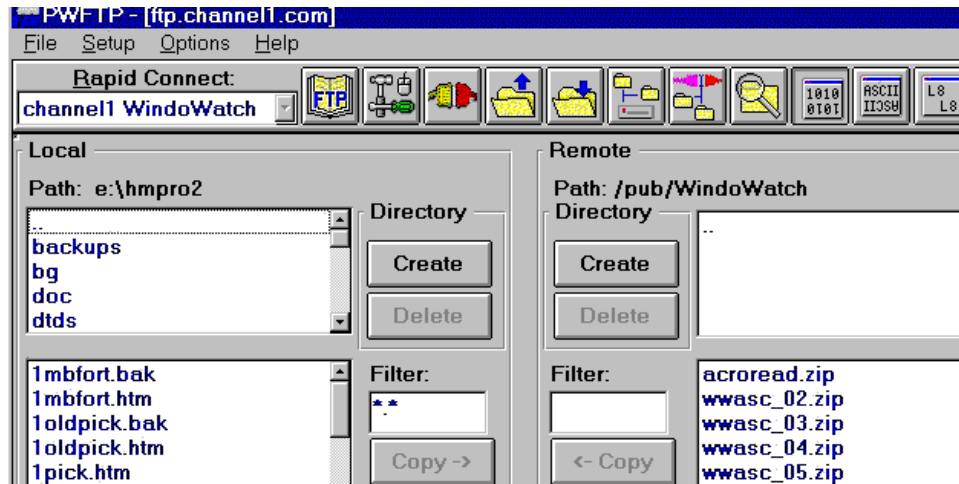 PWFTP - [ftp.channel1.com]
File Setup Options Help
Rapid Connect:
channel1 WindoWatch
FTP
1010
0101
ASCII
IIOSH
L8
L8
Local
Path: e:\hmpro2
..
backups
bg
doc
dtds
Directory
Create
Delete
1mbfort.bak
1mbfort.htm
1oldpick.bak
1oldpick.htm
1pick.htm
Filter:
*.*
Copy ->
Remote
Path: /pub/WindoWatch
Directory
Create
Delete
..
Filter:
<- Copy
acroread.zip
wwasc_02.zip
wwasc_03.zip
wwasc_04.zip
wwasc_05.zip